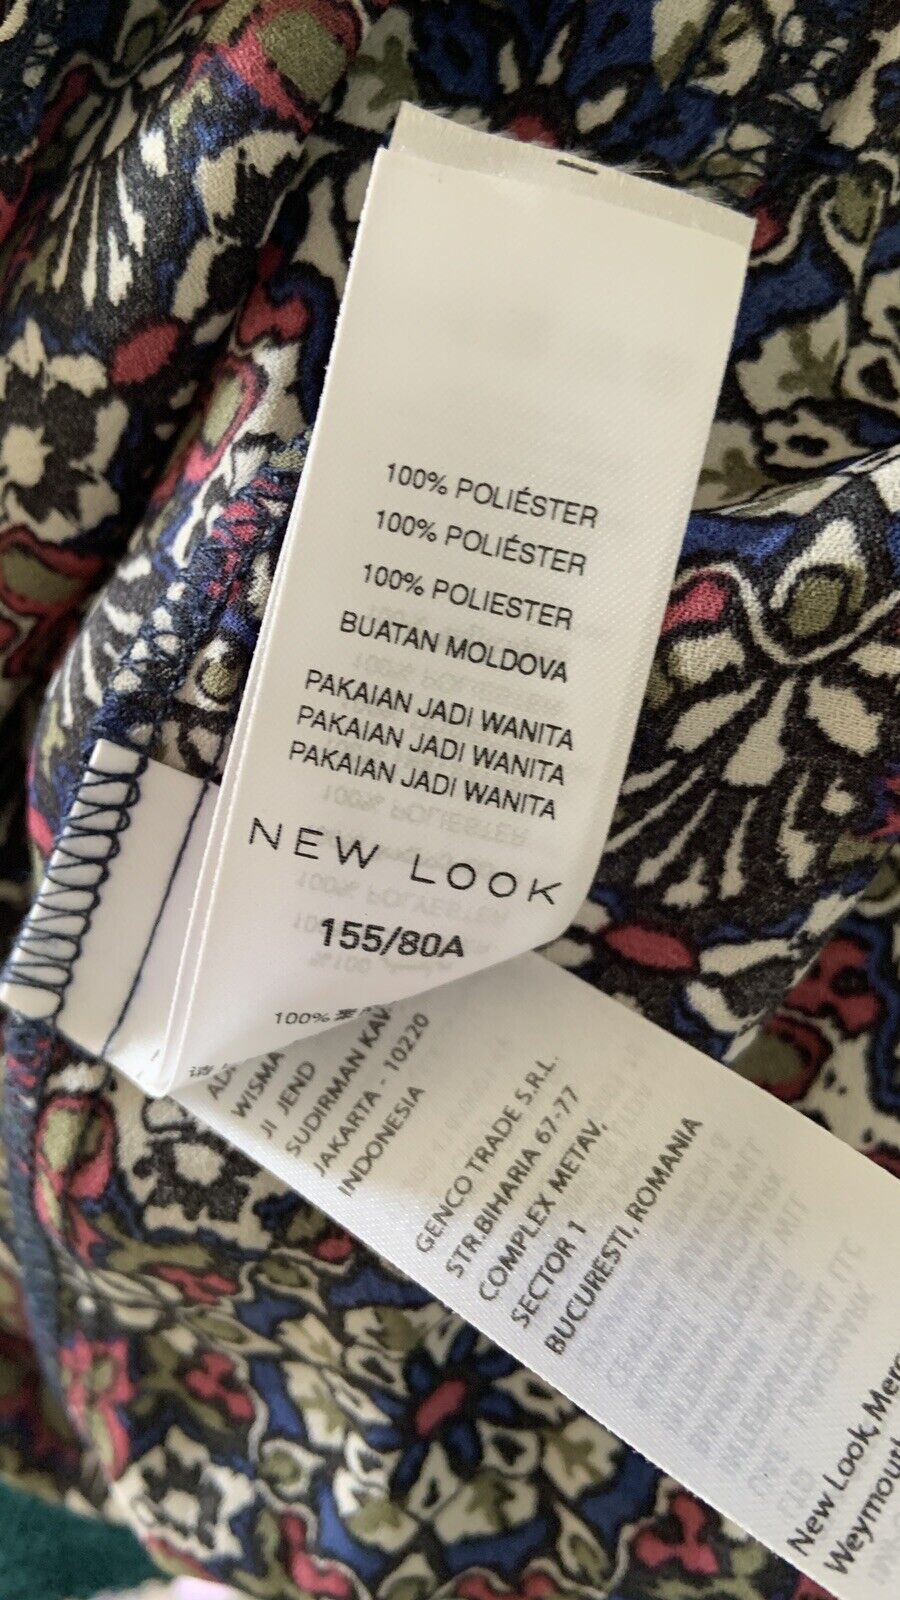 100% POLIÉSTER
100% POLIÉSTER
100% POLIESTER
BUATAN MOLDOVA
PAKAIAN JADI WANITA
PAKAIAN JADI WANITA
PAKAIAN JADI WANITA
NEW LOOK
155/80A
100%
WISMA
JI JEND
SUDIRMAN KAV
JAKARTA - 10220
INDONESIA
GENCO TRADE S.R.L.
STR.BIHARIA 67-77
COMPLEX METAV,
SECTOR 1
BUCURESTI, ROMANIA
New Look, Merc
Weymouth